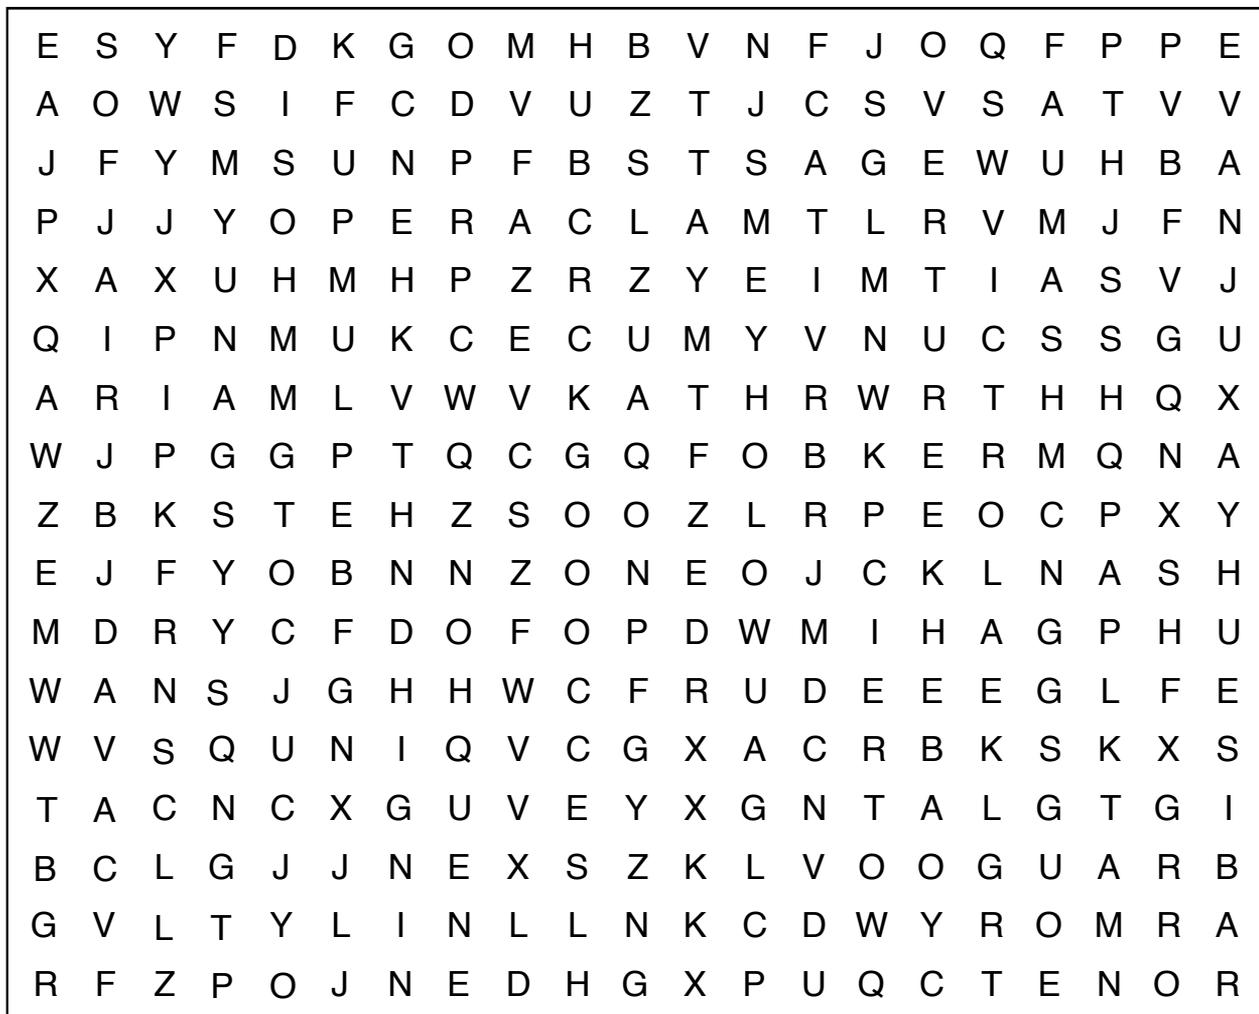 E S Y F D K G O M H B V N F J O Q F P P E
A O W S I F C D V U Z T J C S V S A T V V
J F Y M S U N P F B S T S A G E W U H B A
P J J Y O P E R A C L A M T L R V M J F N
X A X U H M H P Z R Z Y E I M T I A S V J
Q I P N M U K C E C U M Y V N U C S S G U
A R I A M L V W V K A T H R W R T H H Q X
W J P G G P T Q C G Q F O B K E R M Q N A
Z B K S T E H Z S O O Z L R P E O C P X Y
E J F Y O B N N Z O N E O J C K L N A S H
M D R Y C F D O F O P D W M I H A G P H U
W A N S J G H H W C F R U D E E E G L F E
W V S Q U N I Q V C G X A C R B K S K X S
T A C N C X G U V E Y X G N T A L G T G I
B C L G J J N E X S Z K L V O O G U A R B
G V L T Y L I N L L N K C D W Y R O M R A
R F Z P O J N E D H G X P U Q C T E N O R